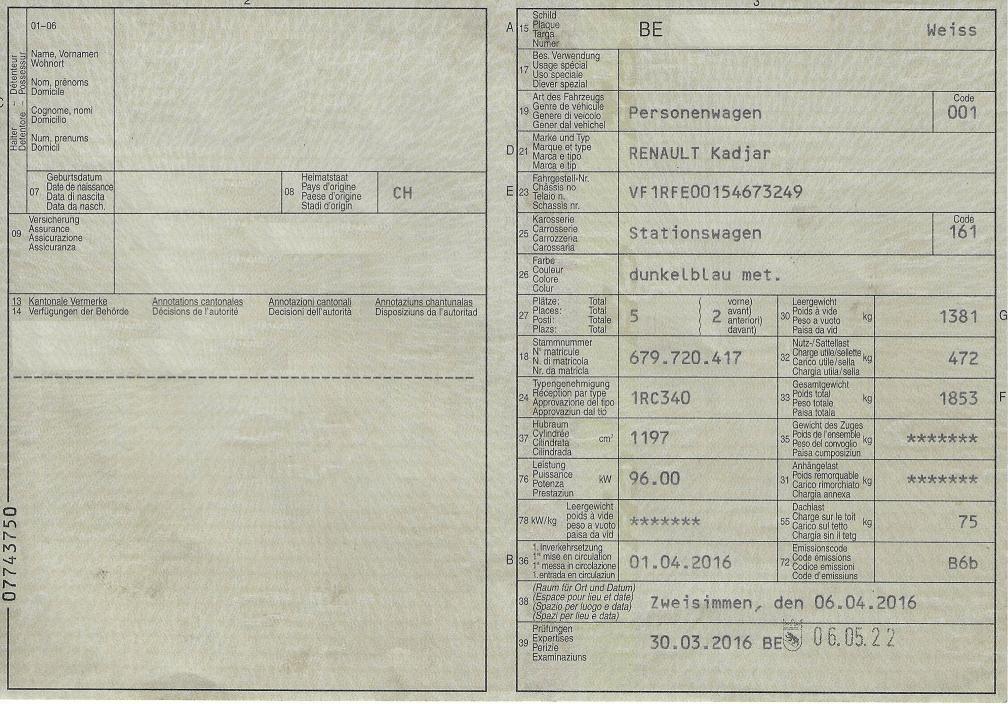 2
01-06
Halter – Détenteur
Detentore – Possessur
Name, Vornamen
Wohnort
Nom, prénoms
Domicile
Cognome, nomi
Domicilio
Num, prenums
Domicil
07
Geburtsdatum
Date de naissance
Data di nascita
Data da nasch.
08
Heimatstaat
Pays d'origine
Paese d'origine
Stadi d'origin
CH
09
Versicherung
Assurance
Assicurazione
Assicuranza
13 Kantonale Vermerke Annotations cantonales Annotazioni cantonali Annotaziuns chantunalas
14 Verfügungen der Behörde Décisions de l'autorité Decisioni dell'autorità Disposiziuns da l'autoritad
07743750
3
A 15
Schild
Plaque
Targa
Numer
BE Weiss
17
Bes. Verwendung
Usage spécial
Uso speciale
Diever spezial
19
Art des Fahrzeugs
Genre de véhicule
Genere di veicolo
Gener dal vehichel
Personenwagen
Code
001
D 21
Marke und Typ
Marque et type
Marca e tipo
Marca e tip
RENAULT Kadjar
E 23
Fahrgestell-Nr.
Châssis no
Telaio n.
Schassis nr.
VF1RFE00154673249
25
Karosserie
Carrosserie
Carrozzeria
Carossaria
Stationswagen
Code
161
26
Farbe
Couleur
Colore
Colur
dunkelblau met.
27
Plätze: Total
Places: Total
Posti: Totale
Plazs: Total
5
2
vorne)
avant)
anteriori)
davant)
30
Leergewicht
Poids à vide
Peso a vuoto
Paisa da vid
kg
1381
G
18
Stammnummer
N° matricule
N. di matricola
Nr. da matricla
679.720.417
32
Nutz-/Sattellast
Charge utile/sellette
Carico utile/sella
Chargia utila/sella
kg
472
24
Typengenehmigung
Réception par type
Approvazione del tipo
Approvaziun dal tip
1RC340
33
Gesamtgewicht
Poids total
Peso totale
Paisa totala
kg
1853
F
37
Hubraum
Cylindrée
Cilindrata
Cilindrada
cm³
1197
35
Gewicht des Zuges
Poids de l'ensemble
Peso del convoglio
Paisa cumposiziun
kg
*******
76
Leistung
Puissance
Potenza
Prestaziun
kW
96.00
31
Anhängelast
Poids remorquable
Carico rimorchiato
Chargia annexa
kg
*******
78 kW/kg
Leergewicht
poids à vide
peso a vuoto
paisa da vid
*******
55
Dachlast
Charge sur le toit
Carico sul tetto
Chargia sin il tetg
kg
75
B 36
1. Inverkehrsetzung
1re mise en circulation
1a messa in circolazione
1. entrada en circulaziun
01.04.2016
72
Emissionscode
Code émissions
Codice emissioni
Code d'emissiuns
B6b
38
(Raum für Ort und Datum)
(Espace pour lieu et date)
(Spazio per luogo e data)
(Spazi per lieu e data)
Zweisimmen, den 06.04.2016
39
Prüfungen
Expertises
Perizie
Examinaziuns
30.03.2016 BE 06.05.22